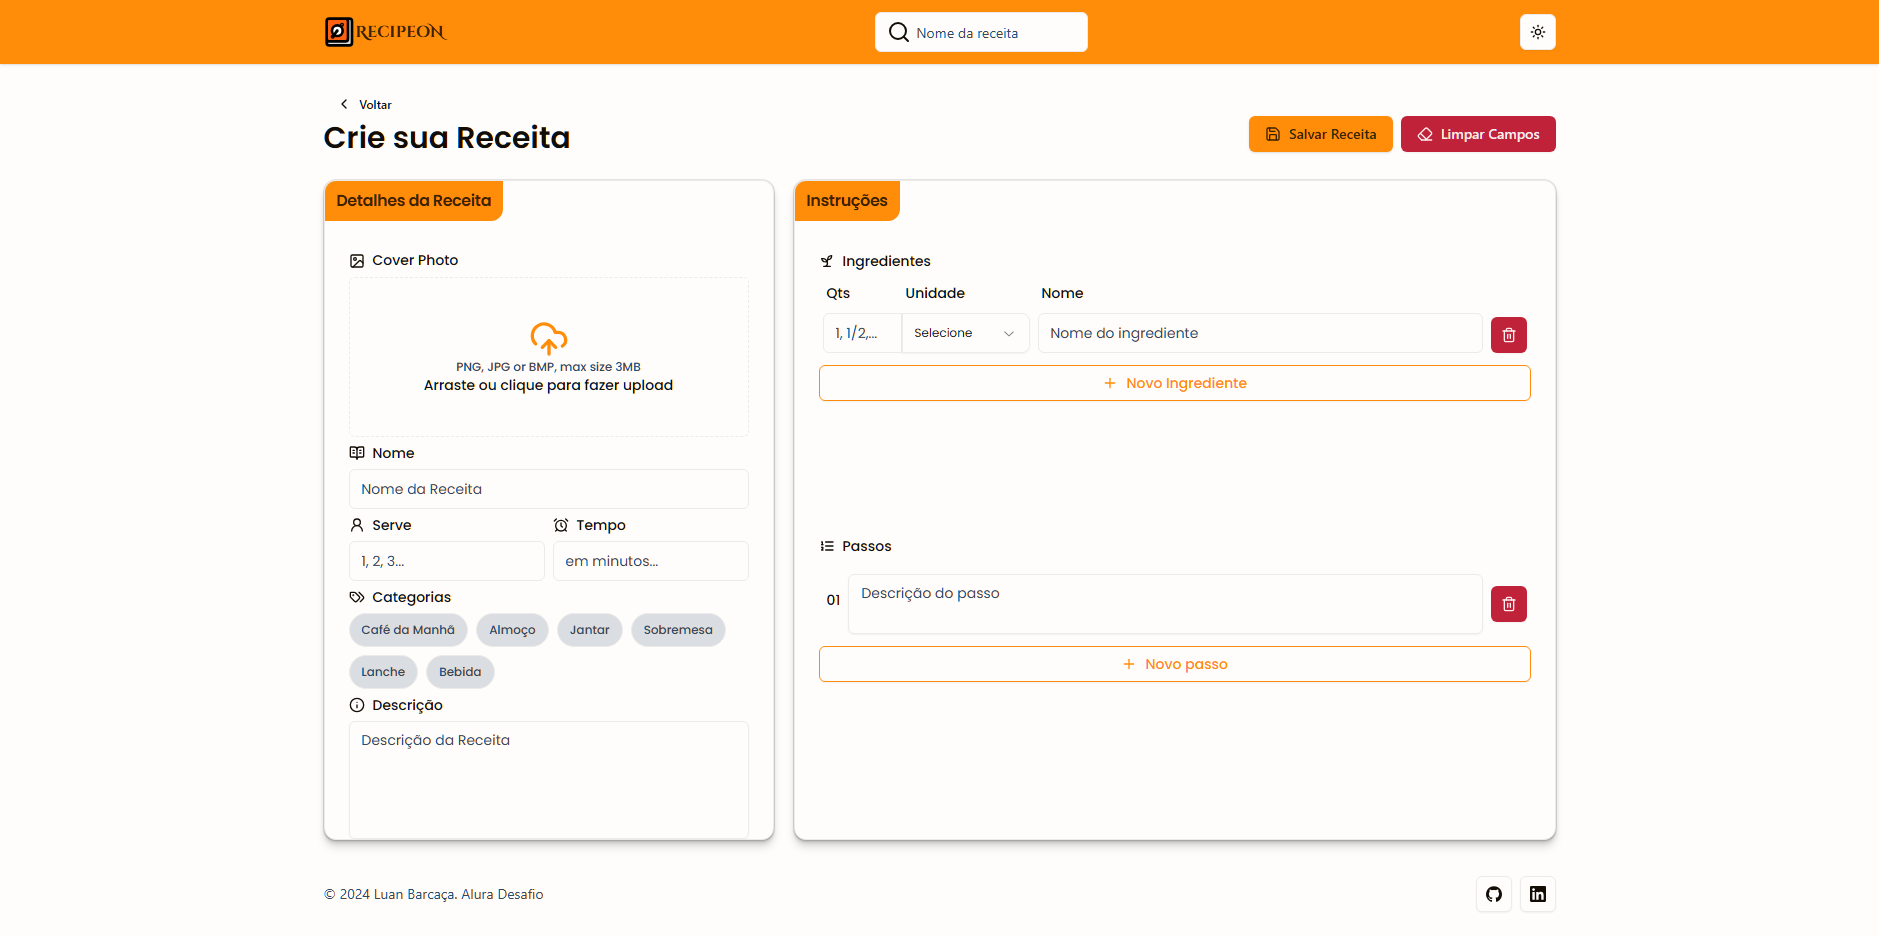 RECIPEON
Nome da receita
Voltar
Crie sua Receita
Salvar Receita
Limpar Campos
Detalhes da Receita
Cover Photo
PNG, JPG or BMP, max size 3MB
Arraste ou clique para fazer upload
Nome
Nome da Receita
Serve
Tempo
1, 2, 3...
em minutos...
Categorias
Café da Manhã
Almoço
Jantar
Sobremesa
Lanche
Bebida
Descrição
Descrição da Receita
Instruções
Ingredientes
Qts
Unidade
Nome
1, 1/2,...
Selecione
Nome do ingrediente
Novo Ingrediente
Passos
01
Descrição do passo
Novo passo
© 2024 Luan Barcaça. Alura Desafio